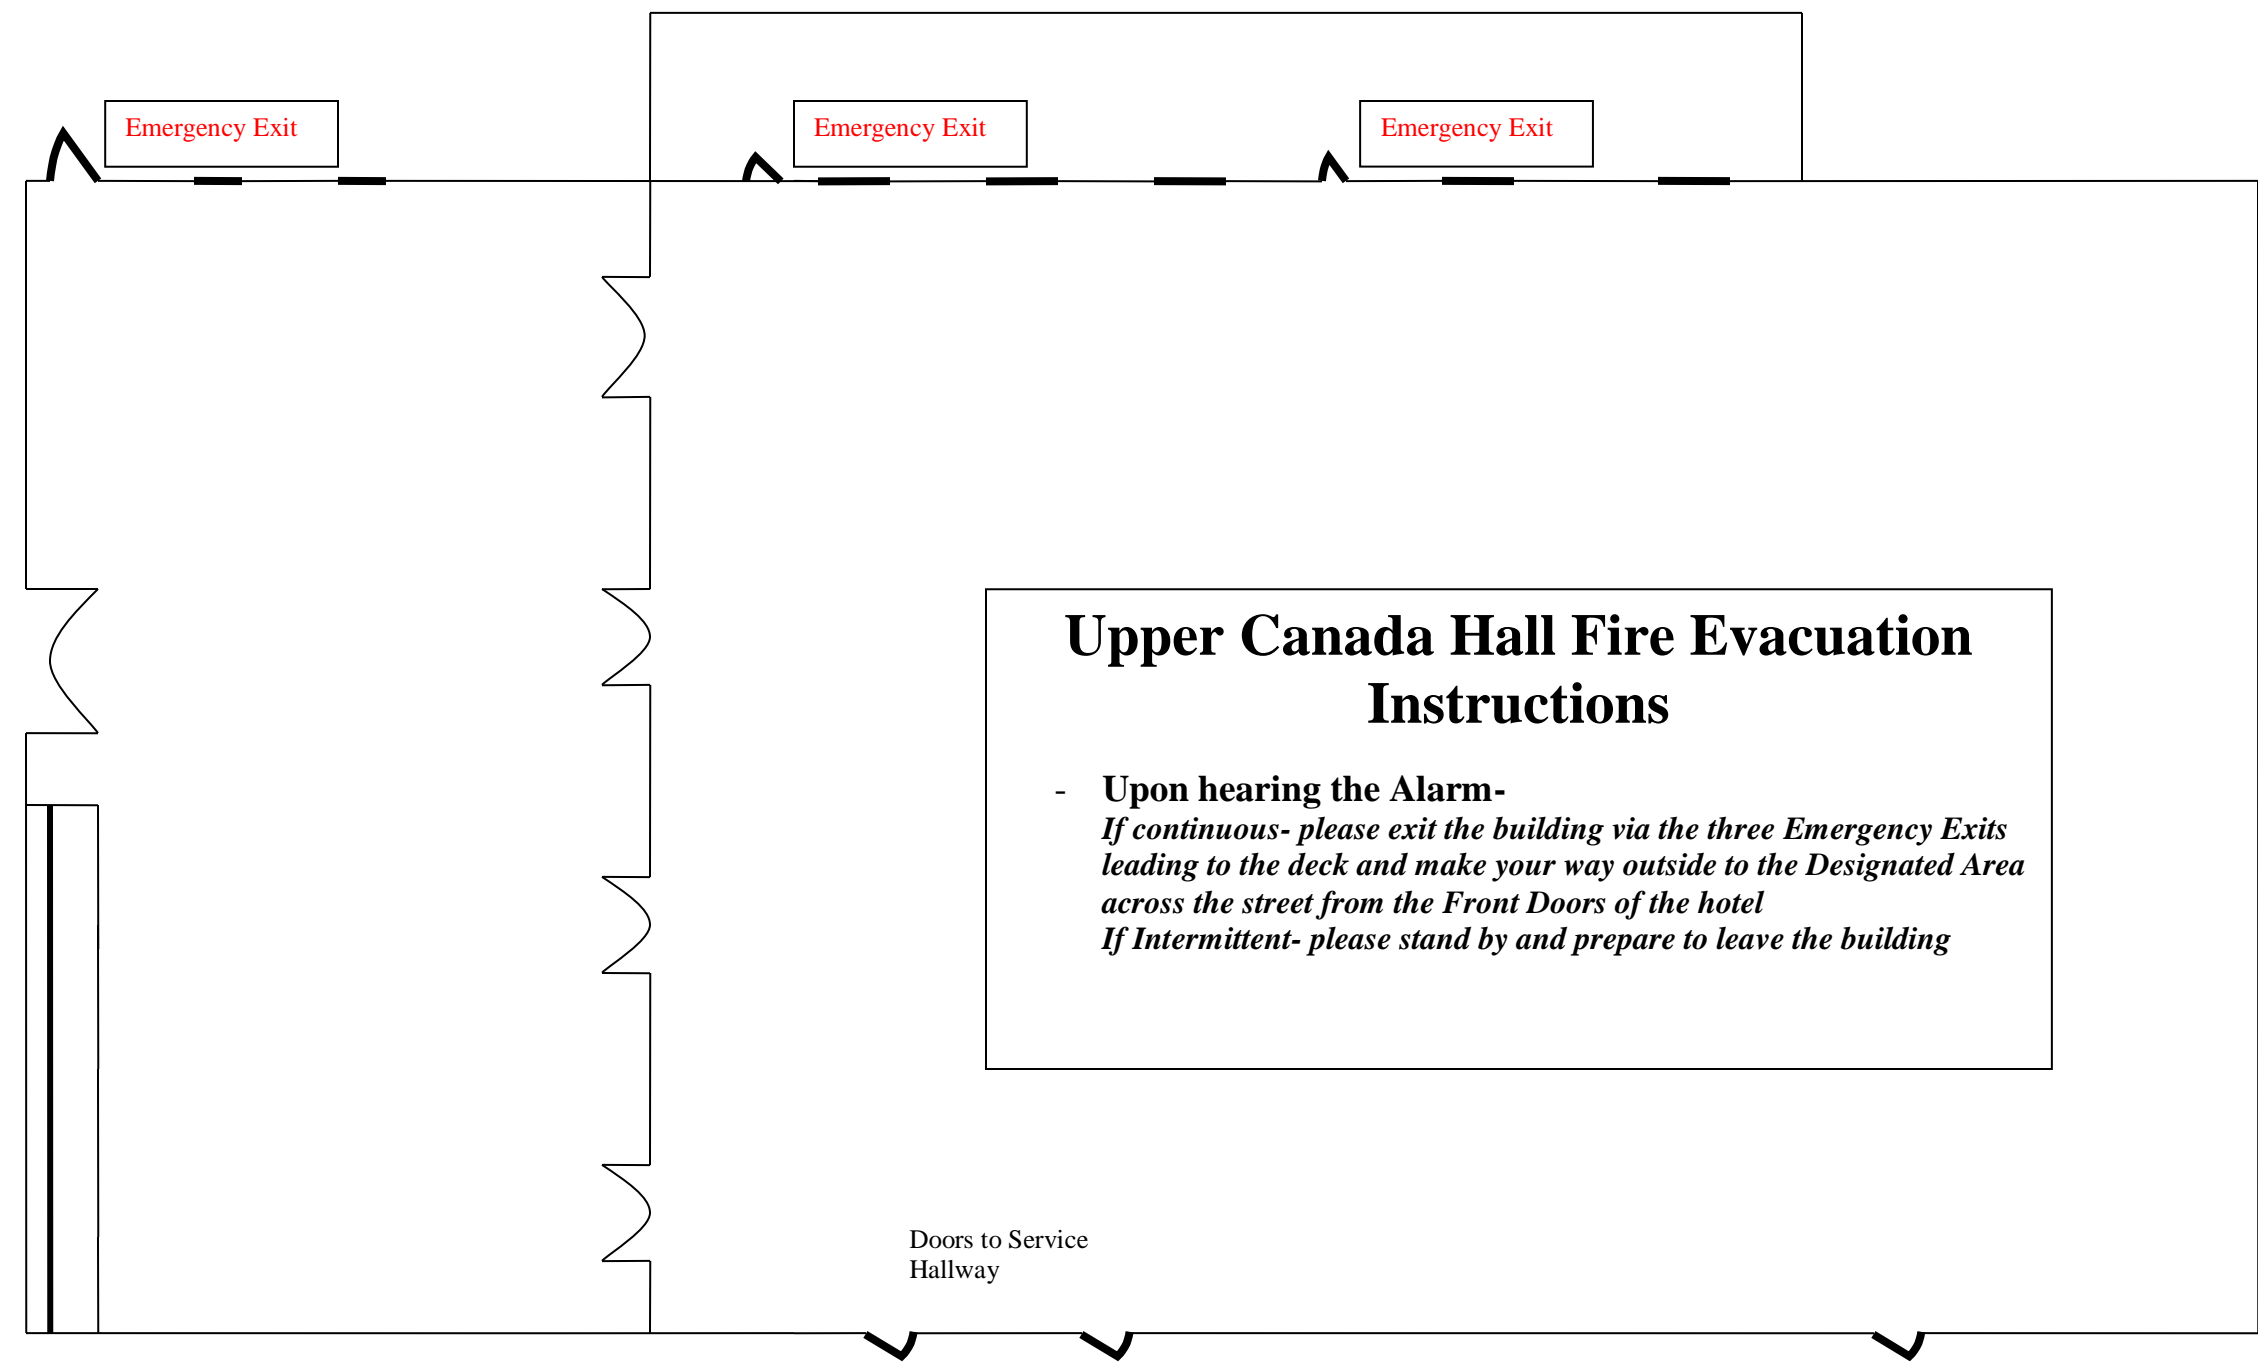 Emergency Exit
Emergency Exit
Emergency Exit
Upper Canada Hall Fire Evacuation
Instructions
- Upon hearing the Alarm-
If continuous- please exit the building via the three Emergency Exits
leading to the deck and make your way outside to the Designated Area
across the street from the Front Doors of the hotel
If Intermittent- please stand by and prepare to leave the building
Doors to Service
Hallway